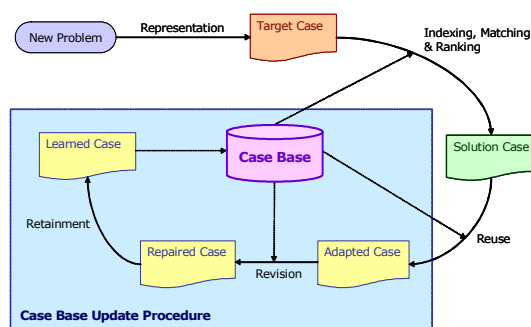 New Problem
Representation
Target Case
Indexing, Matching
& Ranking
Learned Case
Case Base
Solution Case
Retainment
Repaired Case
Revision
Adapted Case
Reuse
Case Base Update Procedure